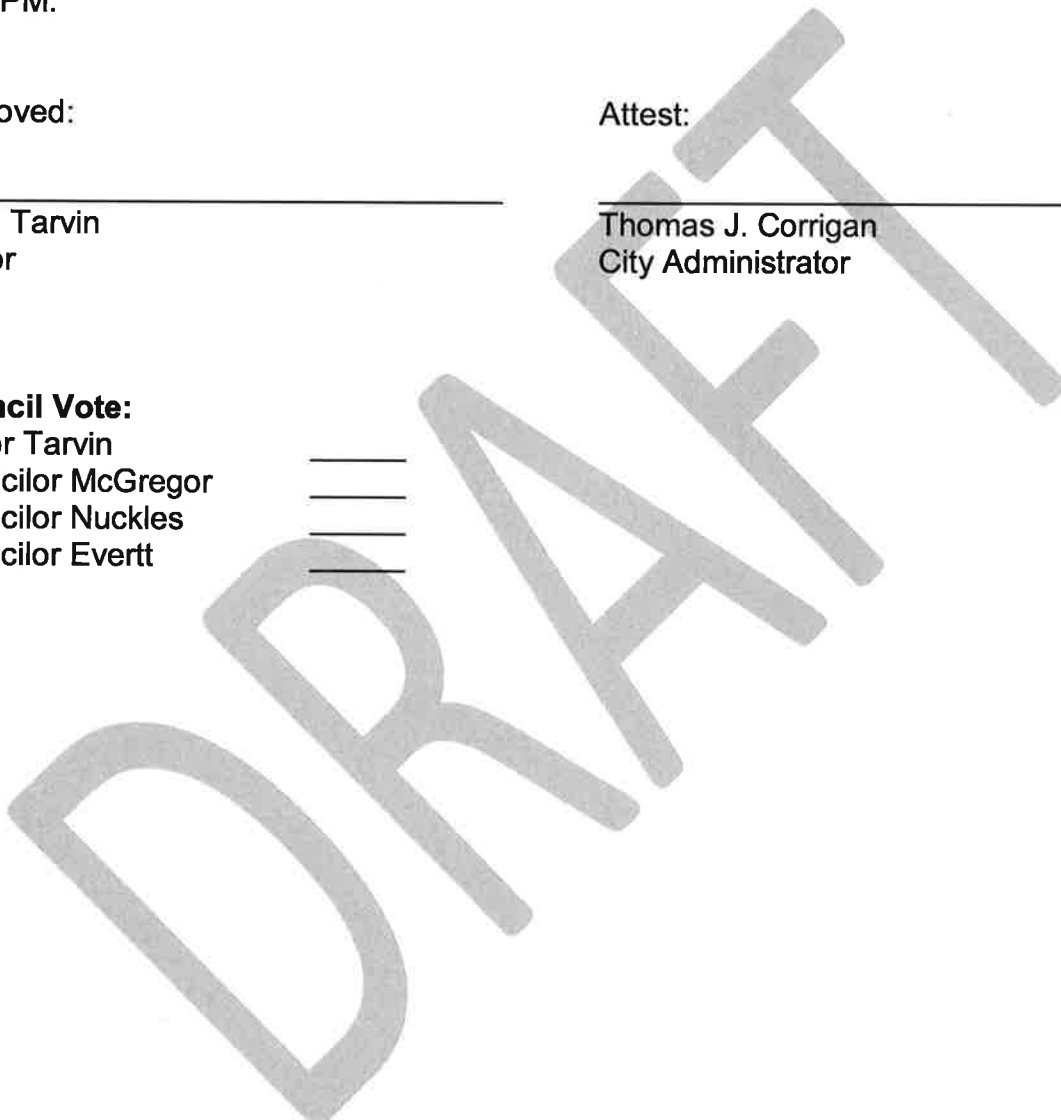 PM.
oved:
Attest:
Tarvin
Thomas J. Corrigan
or
City Administrator
ncil Vote:
or Tarvin
cilor McGregor
cilor Nuckles
cilor Evertt
DRAFT